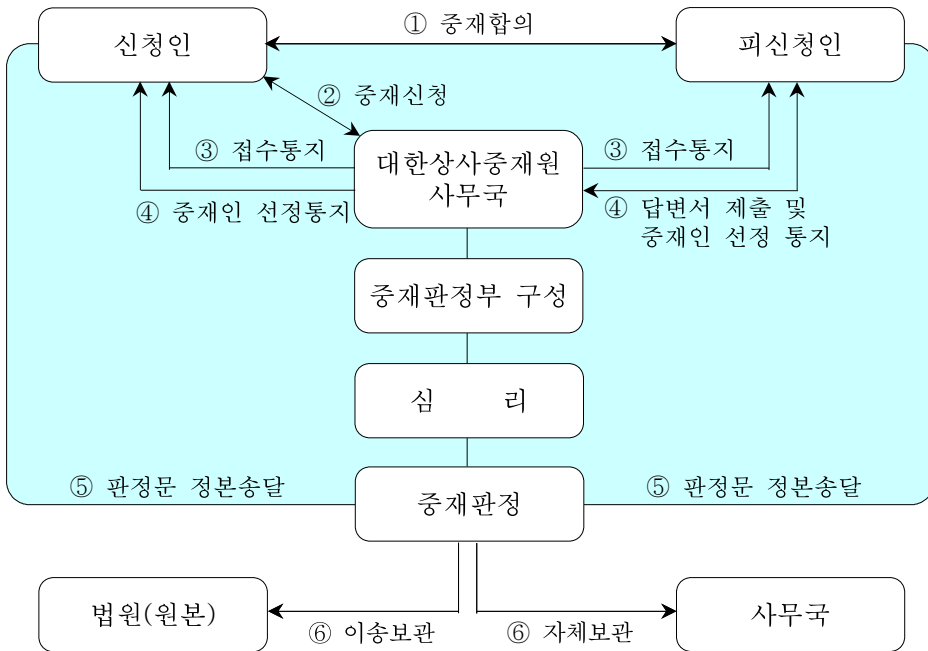 ① 중재합의
신청인
피신청인
② 중재신청
③ 접수통지
대한상사중재원
사무국
③ 접수통지
④ 중재인 선정통지
④ 답변서 제출 및
중재인 선정 통지
중재판정부 구성
심 리
⑤ 판정문 정본송달
중재판정
⑤ 판정문 정본송달
법원(원본)
⑥ 이송보관
⑥ 자체보관
사무국